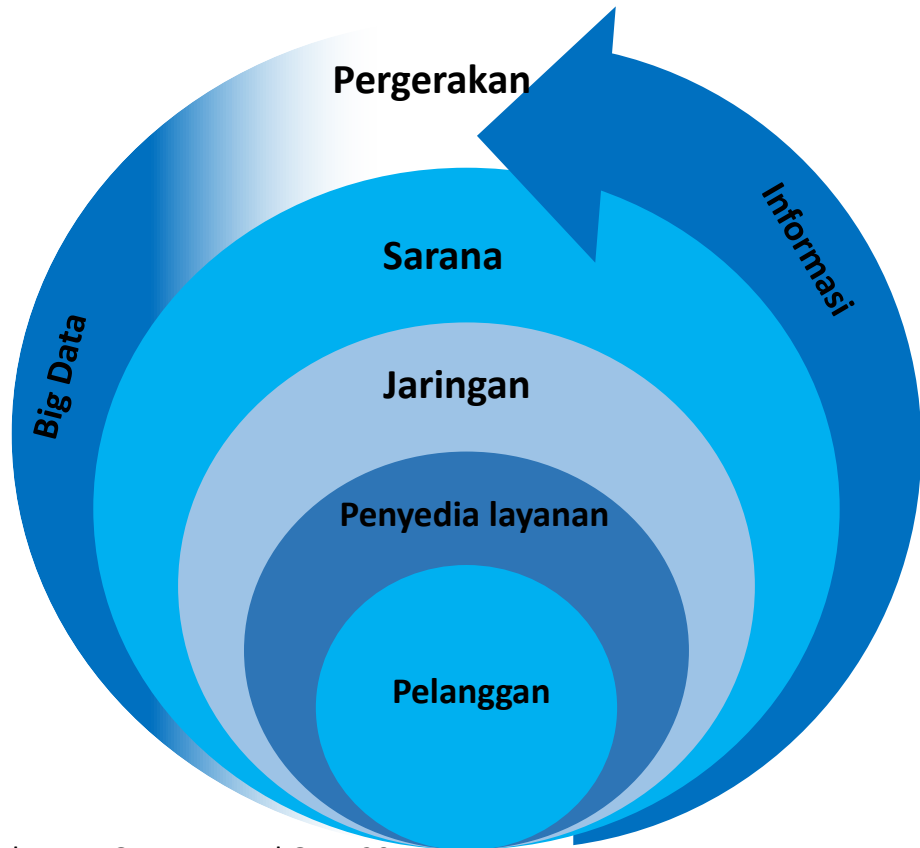 Pergerakan
Informasi
Sarana
Big Data
Jaringan
Penyedia layanan
Pelanggan